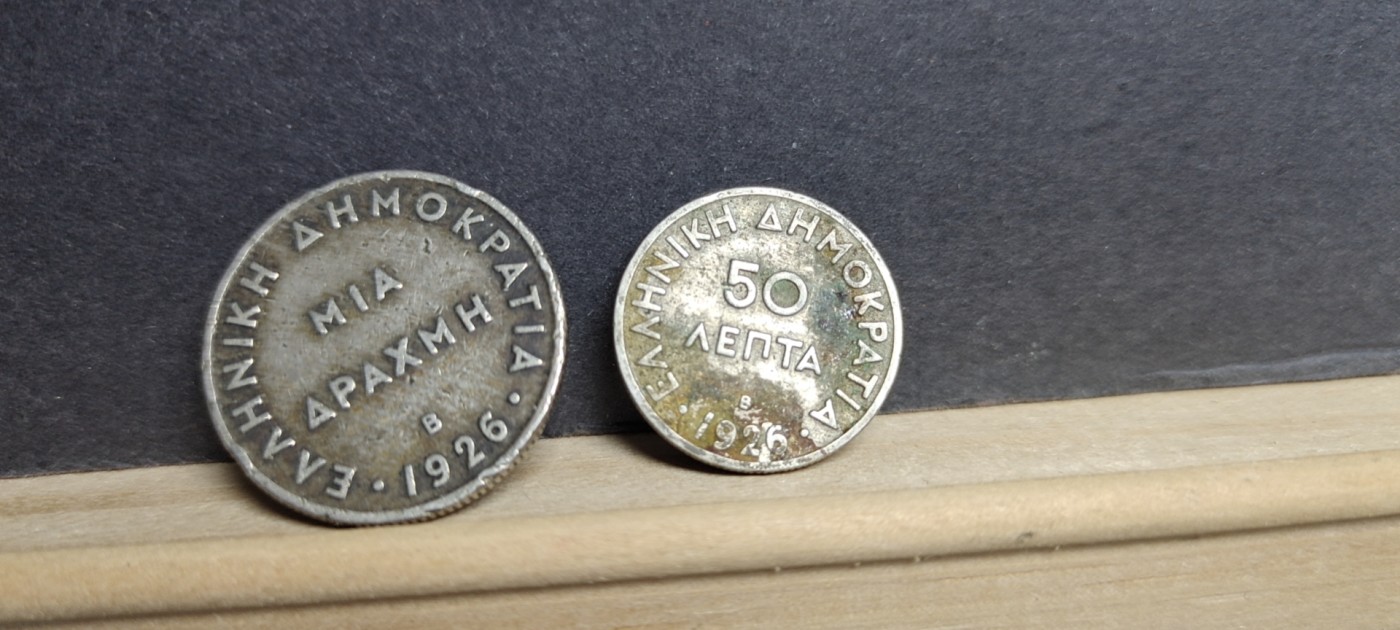 ΕΛΛΗΝΙΚΗ ΔΗΜΟΚΡΑΤΙΑ
ΜΙΑ
ΔΡΑΧΜΗ
Β
· 1926 ·
ΕΛΛΗΝΙΚΗ ΔΗΜΟΚΡΑΤΙΑ
50
ΛΕΠΤΑ
Β
· 1926 ·